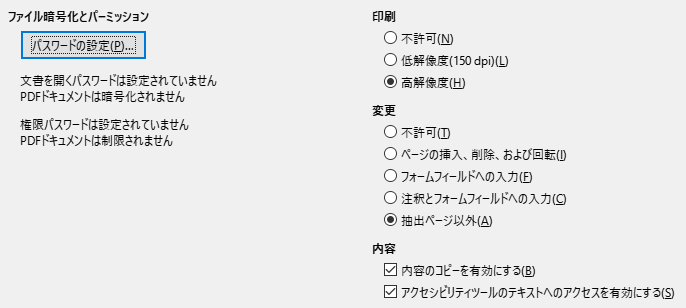 ファイル暗号化とパーミッション
パスワードの設定(P)...
文書を開くパスワードは設定されていません
PDFドキュメントは暗号化されません
権限パスワードは設定されていません
PDFドキュメントは制限されません
印刷
不許可(N)
低解像度(150 dpi)(L)
高解像度(H)
変更
不許可(T)
ページの挿入、削除、および回転(I)
フォームフィールドへの入力(F)
注釈とフォームフィールドへの入力(C)
抽出ページ以外(A)
内容
内容のコピーを有効にする(B)
アクセシビリティツールのテキストへのアクセスを有効にする(S)